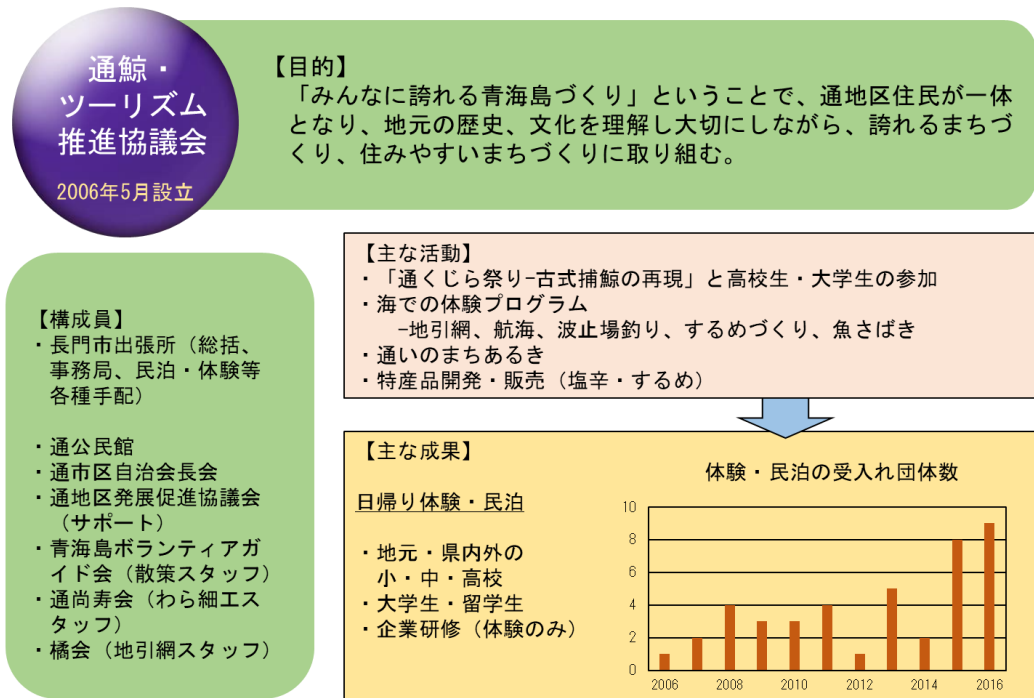 通鯨・
ツーリズム
推進協議会
2006年5月設立
【目的】
「みんなに誇れる青海島づくり」ということで、通地区住民が一体
となり、地元の歴史、文化を理解し大切にしながら、誇れるまちづ
くり、住みやすいまちづくりに取り組む。
【構成員】
・長門市出張所（総括、
事務局、民泊・体験等
各種手配）
・通公民館
・通市区自治会長会
・通地区発展促進協議会
（サポート）
・青海島ボランティアガ
イド会（散策スタッフ）
・通尚寿会（わら細工ス
タッフ）
・橘会（地引網スタッフ）
【主な活動】
・「通くじら祭り-古式捕鯨の再現」と高校生・大学生の参加
・海での体験プログラム
-地引網、航海、波止場釣り、するめづくり、魚さばき
・通いのまちあるき
・特産品開発・販売（塩辛・するめ）
【主な成果】
日帰り体験・民泊
・地元・県内外の
小・中・高校
・大学生・留学生
・企業研修（体験のみ）
体験・民泊の受入れ団体数
10
8
6
4
2
0
2006 2008 2010 2012 2014 2016